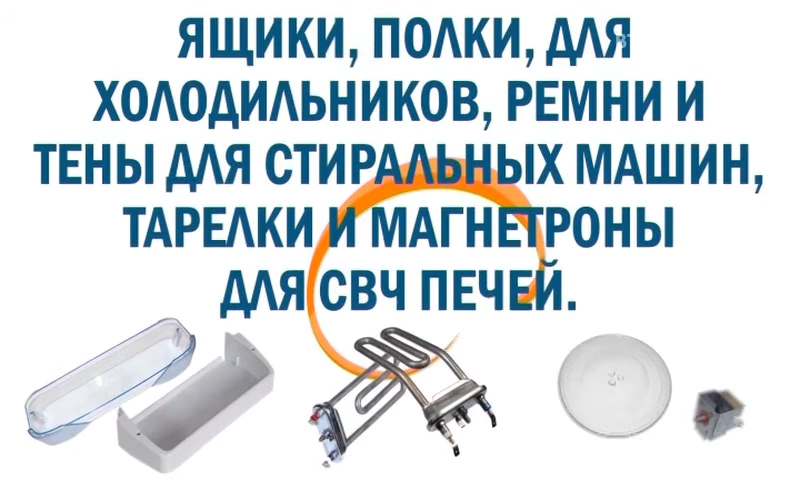 ЯЩИКИ, ПОЛКИ, ДЛЯ
ХОЛОДИЛЬНИКОВ, РЕМНИ И
ТЕНЫ ДЛЯ СТИРАЛЬНЫХ МАШИН,
ТАРЕЛКИ И МАГНЕТРОНЫ
ДЛЯ СВЧ ПЕЧЕЙ.